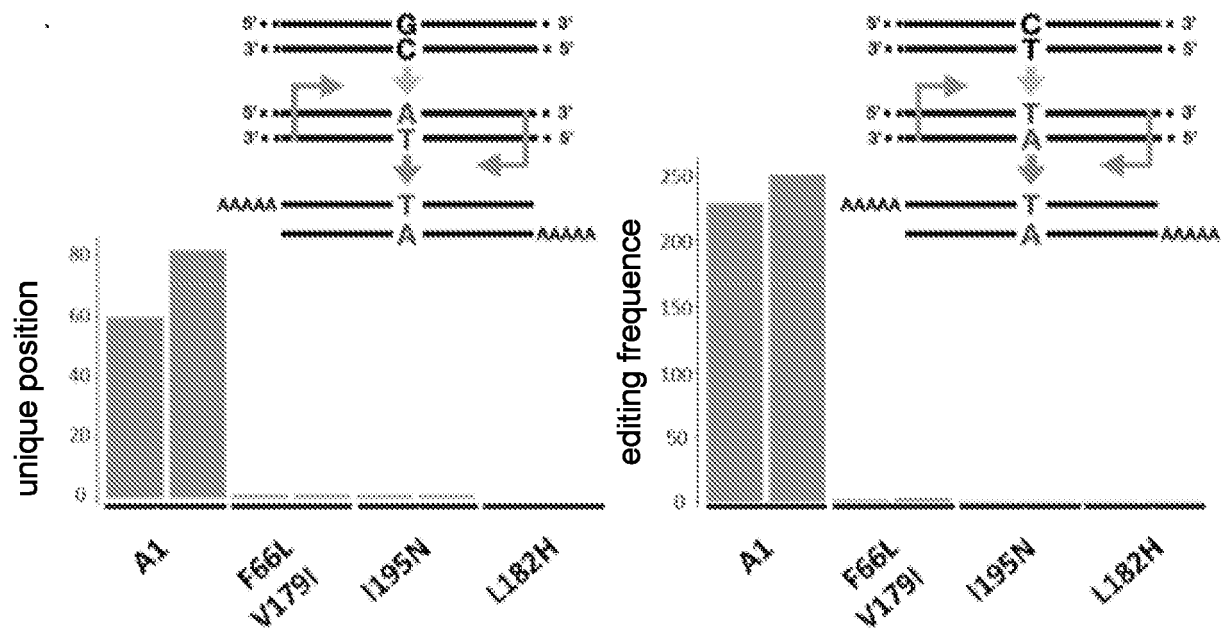 5' G 3'
3' C 5'
5' A 3'
3' T 5'
AAAAA T
A AAAAA
unique position
80
60
40
20
0
A1
F66L
V179I
I195N
L182H
5' C 3'
3' T 5'
5' T 3'
3' A 5'
AAAAA T
A AAAAA
editing frequence
250
200
150
100
50
0
A1
F66L
V179I
I195N
L182H